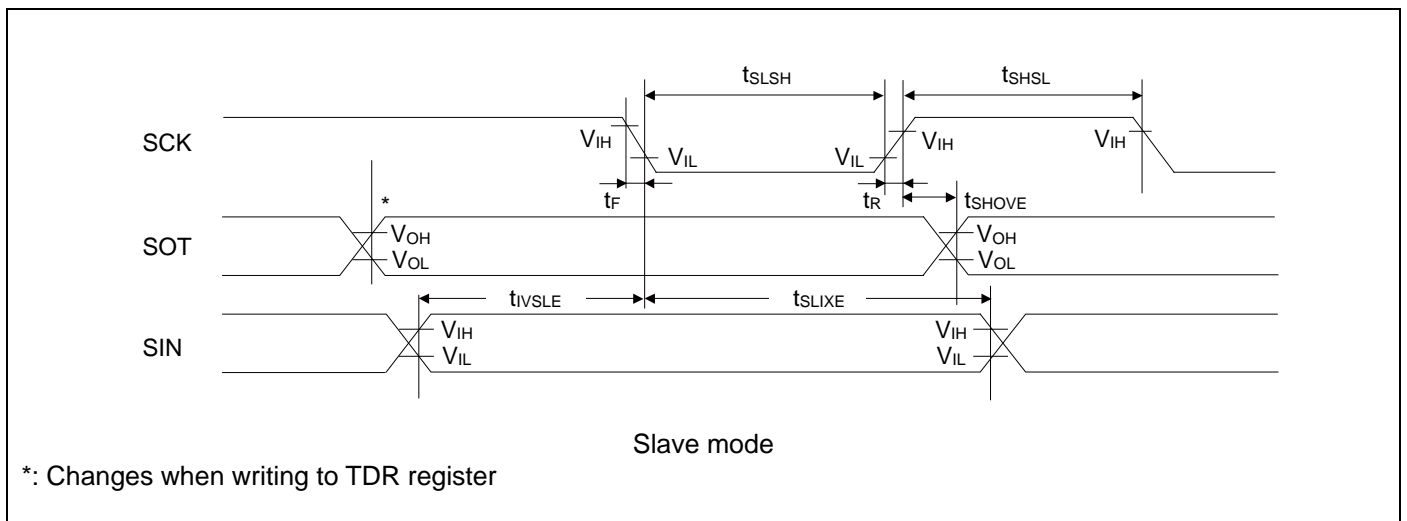 tSLSH tSHSL
SCK VIH VIL VIL VIH VIH
tF tR tSHOVE
*
SOT VOH VOL VOH VOL
tIVSLE tSLIXE
SIN VIH VIL VIH VIL
Slave mode
*: Changes when writing to TDR register